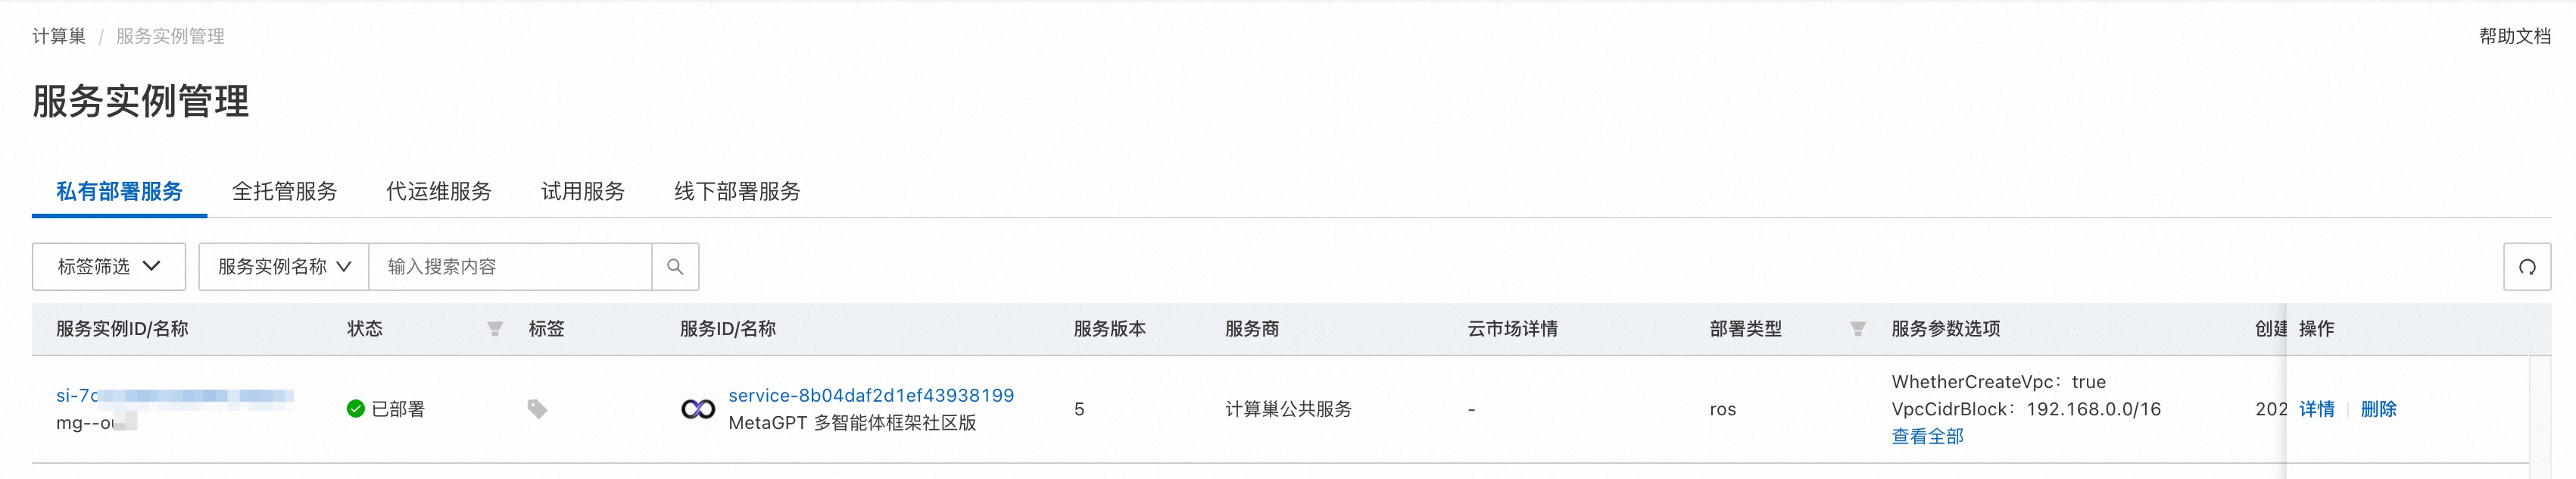 计算巢 / 服务实例管理
帮助文档
服务实例管理
私有部署服务 全托管服务 代运维服务 试用服务 线下部署服务
标签筛选 服务实例名称 输入搜索内容
服务实例ID/名称 状态 标签 服务ID/名称 服务版本 服务商 云市场详情 部署类型 服务参数选项 创建 操作
si-7c
mg--o
已部署
service-8b04daf2d1ef43938199
MetaGPT 多智能体框架社区版
5
计算巢公共服务
-
ros
WhetherCreateVpc：true
VpcCidrBlock：192.168.0.0/16
查看全部
202
详情 删除